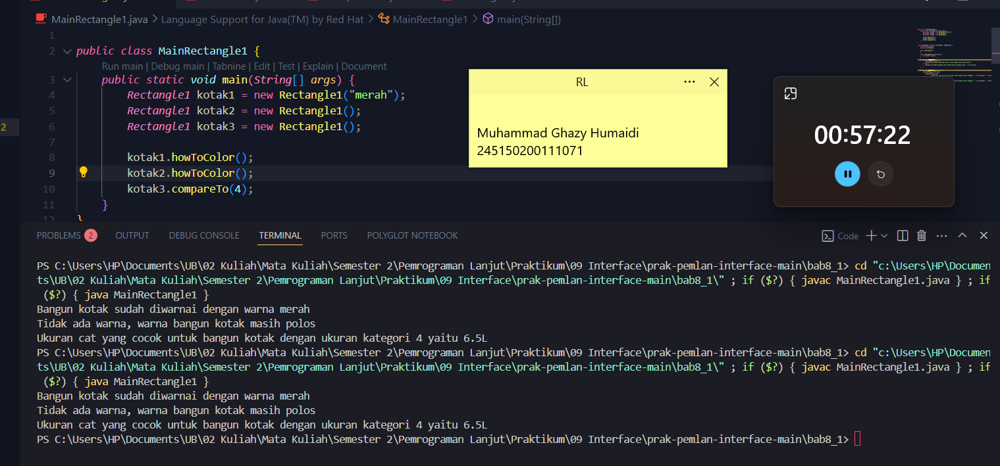 MainRectangle1.java > Language Support for Java(TM) by Red Hat > MainRectangle1 > main(String[])
1
2 public class MainRectangle1 {
Run main | Debug main | Tabnine | Edit | Test | Explain | Document
3 public static void main(String[] args) {
4 Rectangle1 kotak1 = new Rectangle1("merah");
5 Rectangle1 kotak2 = new Rectangle1();
6 Rectangle1 kotak3 = new Rectangle1();
7
8 kotak1.howToColor();
9 kotak2.howToColor();
10 kotak3.compareTo(4);
11 }
12 }
2
RL
Muhammad Ghazy Humaidi
245150200111071
00:57:22
PROBLEMS 2 OUTPUT DEBUG CONSOLE TERMINAL PORTS POLYGLOT NOTEBOOK Code
PS C:\Users\HP\Documents\UB\02 Kuliah\Mata Kuliah\Semester 2\Pemrograman Lanjut\Praktikum\09 Interface\prak-pemlan-interface-main\bab8_1> cd "c:\Users\HP\Documen
ts\UB\02 Kuliah\Mata Kuliah\Semester 2\Pemrograman Lanjut\Praktikum\09 Interface\prak-pemlan-interface-main\bab8_1\" ; if ($?) { javac MainRectangle1.java } ; if
($?) { java MainRectangle1 }
Bangun kotak sudah diwarnai dengan warna merah
Tidak ada warna, warna bangun kotak masih polos
Ukuran cat yang cocok untuk bangun kotak dengan ukuran kategori 4 yaitu 6.5L
PS C:\Users\HP\Documents\UB\02 Kuliah\Mata Kuliah\Semester 2\Pemrograman Lanjut\Praktikum\09 Interface\prak-pemlan-interface-main\bab8_1> cd "c:\Users\HP\Documen
ts\UB\02 Kuliah\Mata Kuliah\Semester 2\Pemrograman Lanjut\Praktikum\09 Interface\prak-pemlan-interface-main\bab8_1\" ; if ($?) { javac MainRectangle1.java } ; if
($?) { java MainRectangle1 }
Bangun kotak sudah diwarnai dengan warna merah
Tidak ada warna, warna bangun kotak masih polos
Ukuran cat yang cocok untuk bangun kotak dengan ukuran kategori 4 yaitu 6.5L
PS C:\Users\HP\Documents\UB\02 Kuliah\Mata Kuliah\Semester 2\Pemrograman Lanjut\Praktikum\09 Interface\prak-pemlan-interface-main\bab8_1>